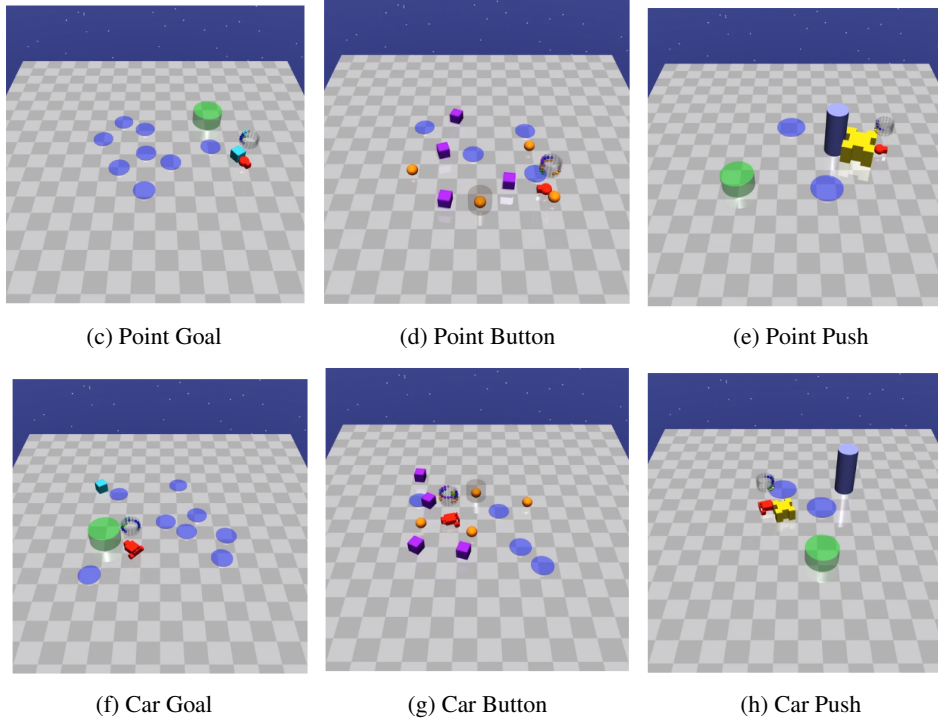 (c) Point Goal
(d) Point Button
(e) Point Push
(f) Car Goal
(g) Car Button
(h) Car Push